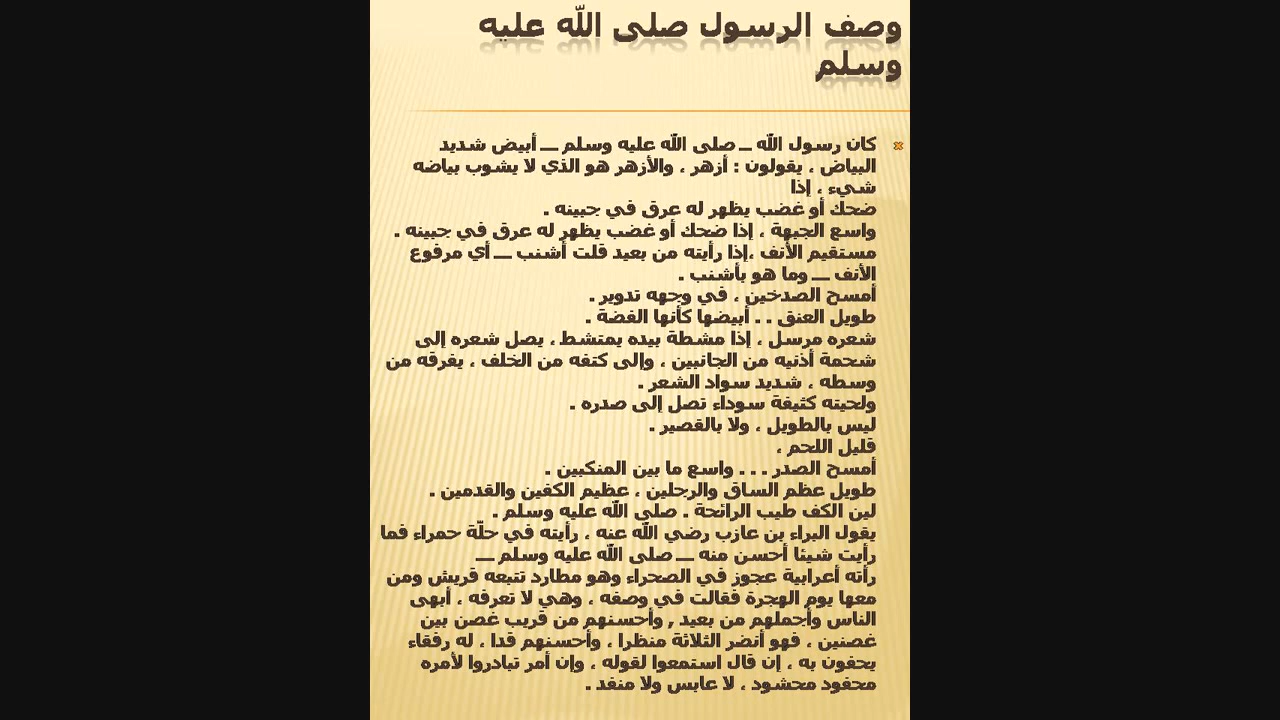 وصف الرسول صلى الله عليه
وسلم
كان رسول الله ــ صلى الله عليه وسلم ـــ أبيض شديد
البياض ، يقولون : أزهر ، والأزهر هو الذي لا يشوب بياضه
شيء ، إذا
ضحك أو غضب يظهر له عرق في جبينه .
واسع الجبهة ، إذا ضحك أو غضب يظهر له عرق في جبينه .
مستقيم الأنف ،إذا رأيته من بعيد قلت أشنب ـــ أي مرفوع
الأنف ـــ وما هو بأشنب .
أمسح الصدخين ، في وجهه تدوير .
طويل العنق . . أبيضها كأنها الفضة .
شعره مرسل ، إذا مشطة بيده يمتشط ، يصل شعره إلى
شحمة أذنيه من الجانبين ، وإلى كتفه من الخلف ، يفرقه من
وسطه ، شديد سواد الشعر .
ولحيته كثيفة سوداء تصل إلى صدره .
ليس بالطويل ، ولا بالقصير .
قليل اللحم ،
أمسح الصدر . . . واسع ما بين المنكبين .
طويل عظم الساق والرجلين ، عظيم الكفين والقدمين .
لين الكف طيب الرائحة . صلى الله عليه وسلم .
يقول البراء بن عازب رضي الله عنه ، رأيته في حلّة حمراء فما
رأيت شيئا أحسن منه ـــ صلى الله عليه وسلم ـــ
رأته أعرابية عجوز في الصحراء وهو مطارد تتبعه قريش ومن
معها يوم الهجرة فقالت في وصفه ، وهي لا تعرفه ، أبهى
الناس وأجملهم من بعيد , وأحسنهم من قريب غصن بين
غصنين ، فهو أنضر الثلاثة منظرا ، وأحسنهم قدا ، له رفقاء
يحفون به ، إن قال استمعوا لقوله ، وإن أمر تبادروا لأمره
محفود محشود ، لا عابس ولا منفد .